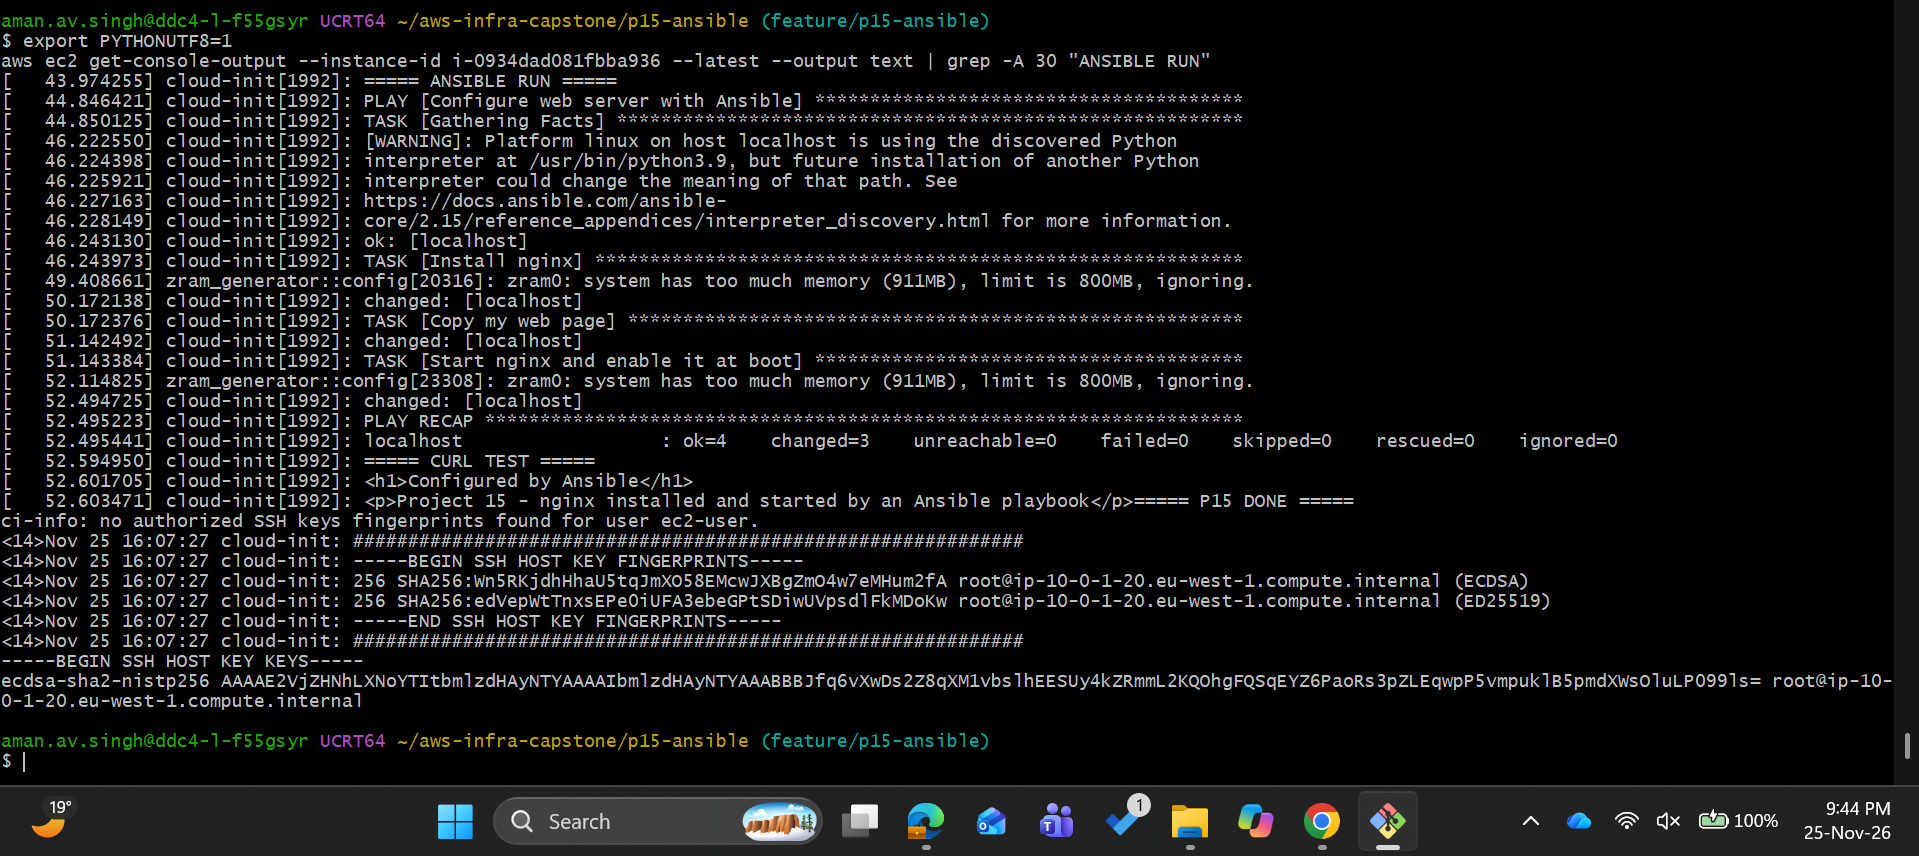 aman.av.singh@ddc4-l-f55gsyr UCRT64 ~/aws-infra-capstone/p15-ansible (feature/p15-ansible)
$ export PYTHONUTF8=1
aws ec2 get-console-output --instance-id i-0934dad081fbba936 --latest --output text | grep -A 30 "ANSIBLE RUN"
[   43.974255] cloud-init[1992]: ===== ANSIBLE RUN =====
[   44.846421] cloud-init[1992]: PLAY [Configure web server with Ansible] ***************************************
[   44.850125] cloud-init[1992]: TASK [Gathering Facts] *********************************************************
[   46.222550] cloud-init[1992]: [WARNING]: Platform linux on host localhost is using the discovered Python
[   46.224398] cloud-init[1992]: interpreter at /usr/bin/python3.9, but future installation of another Python
[   46.225921] cloud-init[1992]: interpreter could change the meaning of that path. See
[   46.227163] cloud-init[1992]: https://docs.ansible.com/ansible-
[   46.228149] cloud-init[1992]: core/2.15/reference_appendices/interpreter_discovery.html for more information.
[   46.243130] cloud-init[1992]: ok: [localhost]
[   46.243973] cloud-init[1992]: TASK [Install nginx] ***********************************************************
[   49.408661] zram_generator::config[20316]: zram0: system has too much memory (911MB), limit is 800MB, ignoring.
[   50.172138] cloud-init[1992]: changed: [localhost]
[   50.172376] cloud-init[1992]: TASK [Copy my web page] ********************************************************
[   51.142492] cloud-init[1992]: changed: [localhost]
[   51.143384] cloud-init[1992]: TASK [Start nginx and enable it at boot] ***************************************
[   52.114825] zram_generator::config[23308]: zram0: system has too much memory (911MB), limit is 800MB, ignoring.
[   52.494725] cloud-init[1992]: changed: [localhost]
[   52.495223] cloud-init[1992]: PLAY RECAP *********************************************************************
[   52.495441] cloud-init[1992]: localhost                  : ok=4    changed=3    unreachable=0    failed=0    skipped=0    rescued=0    ignored=0
[   52.594950] cloud-init[1992]: ===== CURL TEST =====
[   52.601705] cloud-init[1992]: <h1>Configured by Ansible</h1>
[   52.603471] cloud-init[1992]: <p>Project 15 - nginx installed and started by an Ansible playbook</p>===== P15 DONE =====
ci-info: no authorized SSH keys fingerprints found for user ec2-user.
<14>Nov 25 16:07:27 cloud-init: #############################################################
<14>Nov 25 16:07:27 cloud-init: -----BEGIN SSH HOST KEY FINGERPRINTS-----
<14>Nov 25 16:07:27 cloud-init: 256 SHA256:Wn5RKjdhHhaU5tqJmXO58EMcwJXBgZmO4w7eMHum2fA root@ip-10-0-1-20.eu-west-1.compute.internal (ECDSA)
<14>Nov 25 16:07:27 cloud-init: 256 SHA256:edVepWtTnxsEPeOiUFA3ebeGPtSDiwUVpsdlFkMDoKw root@ip-10-0-1-20.eu-west-1.compute.internal (ED25519)
<14>Nov 25 16:07:27 cloud-init: -----END SSH HOST KEY FINGERPRINTS-----
<14>Nov 25 16:07:27 cloud-init: #############################################################
-----BEGIN SSH HOST KEY KEYS-----
ecdsa-sha2-nistp256 AAAAE2VjZHNhLXNoYTItbmlzdHAyNTYAAAAIbmlzdHAyNTYAAABBBJfq6vXwDs2Z8qXM1vbslhEESUy4kZRmmL2KQOhgFQSqEYZ6PaoRs3pZLEqwpP5vmpuklB5pmdXWsOluLP099ls= root@ip-10-
0-1-20.eu-west-1.compute.internal
aman.av.singh@ddc4-l-f55gsyr UCRT64 ~/aws-infra-capstone/p15-ansible (feature/p15-ansible)
$
19°
Search
1
100%
9:44 PM
25-Nov-26